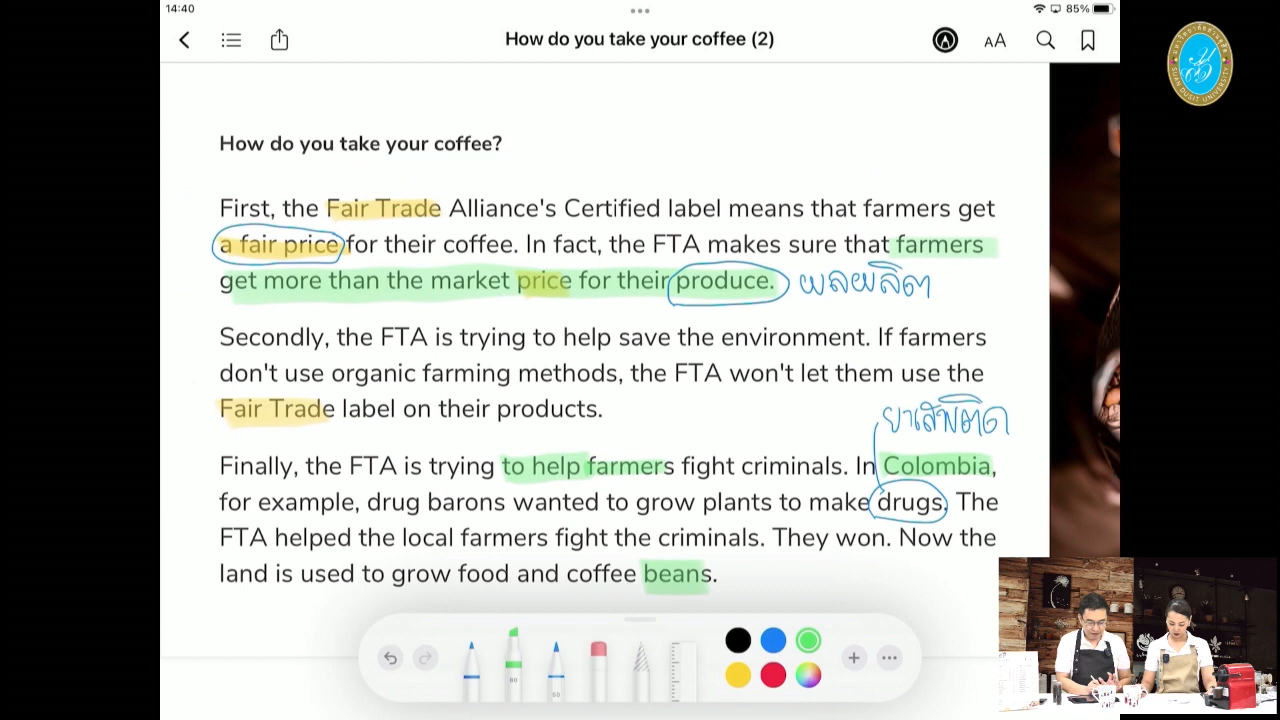 14:40
85%
How do you take your coffee (2)
AA
SUAN DUSIT UNIVERSITY
How do you take your coffee?
First, the Fair Trade Alliance's Certified label means that farmers get
a fair price for their coffee. In fact, the FTA makes sure that farmers
get more than the market price for their produce. ผลผลิต
Secondly, the FTA is trying to help save the environment. If farmers
don't use organic farming methods, the FTA won't let them use the
Fair Trade label on their products.
ยาเสพติด
Finally, the FTA is trying to help farmers fight criminals. In Colombia,
for example, drug barons wanted to grow plants to make drugs. The
FTA helped the local farmers fight the criminals. They won. Now the
land is used to grow food and coffee beans.